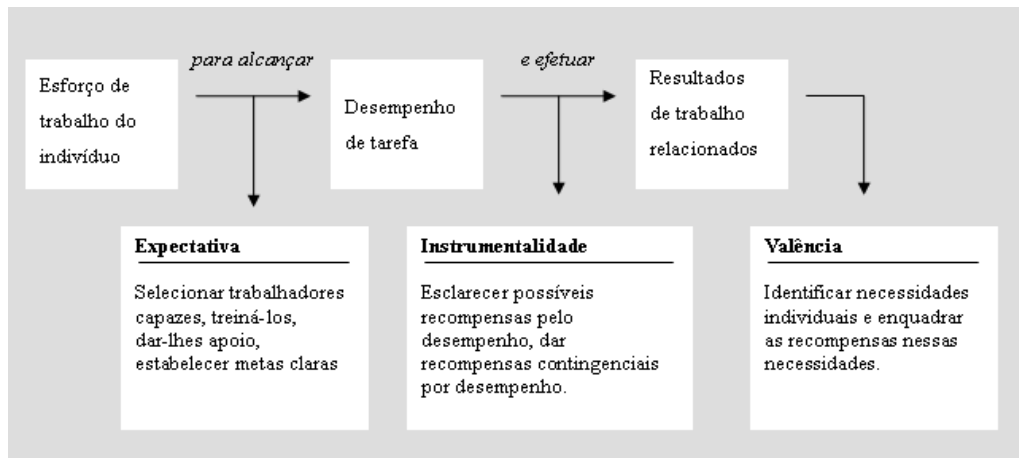 para alcançar
e efetuar
Esforço de
trabalho do
indivíduo
Desempenho
de tarefa
Resultados
de trabalho
relacionados
Expectativa
Selecionar trabalhadores
capazes, treiná-los,
dar-lhes apoio,
estabelecer metas claras
Instrumentalidade
Esclarecer possíveis
recompensas pelo
desempenho, dar
recompensas contingenciais
por desempenho.
Valência
Identificar necessidades
individuais e enquadrar
as recompensas nessas
necessidades.